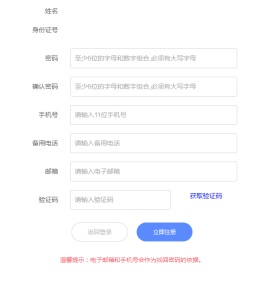 姓名
身份证号
密码 至少6位的字母和数字组合,必须有大写字母
确认密码 至少6位的字母和数字组合,必须有大写字母
手机号 请输入11位手机号
备用电话 请输入备用电话
邮箱 请输入电子邮箱
验证码 请输入验证码 获取验证码
返回登录 立即注册
温馨提示：电子邮箱和手机号会作为找回密码的依据。